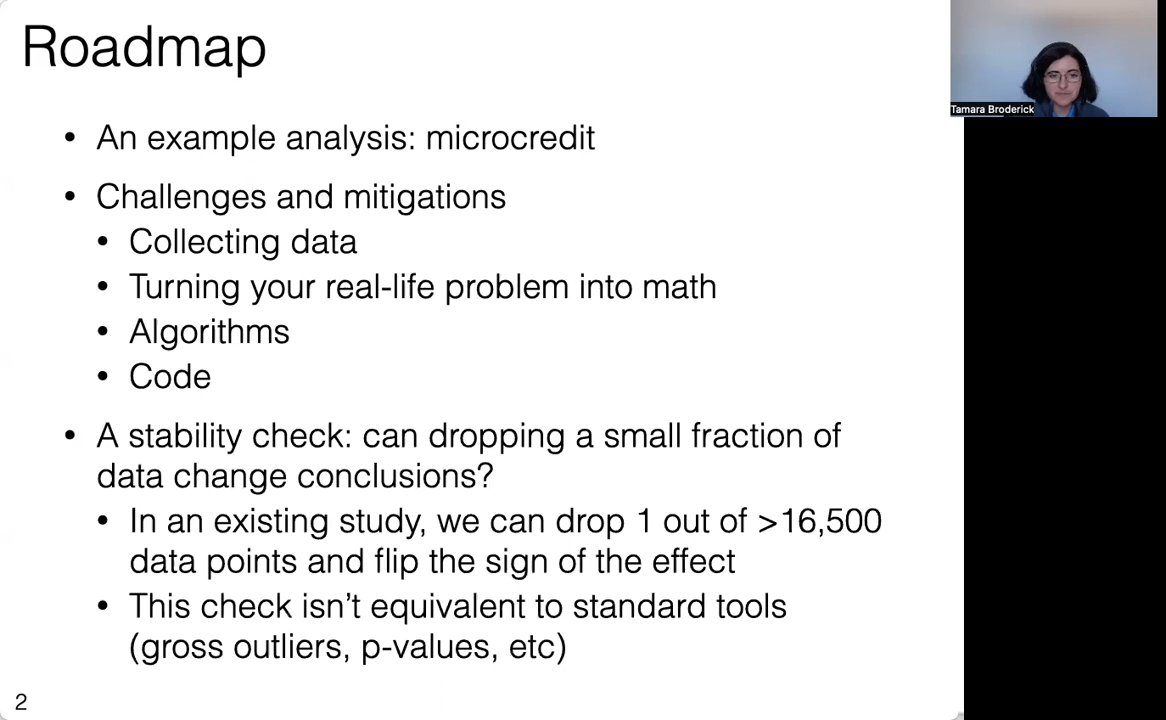 Roadmap
Tamara Broderick
• An example analysis: microcredit
• Challenges and mitigations
• Collecting data
• Turning your real-life problem into math
• Algorithms
• Code
• A stability check: can dropping a small fraction of
data change conclusions?
• In an existing study, we can drop 1 out of >16,500
data points and flip the sign of the effect
• This check isn't equivalent to standard tools
(gross outliers, p-values, etc)
2